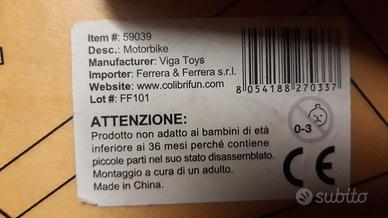 Item #: 59039
Desc.: Motorbike
Manufacturer: Viga Toys
Importer: Ferrera & Ferrera s.r.l.
Website: www.colibrifun.com
Lot #: FF101
8 054188 270337
ATTENZIONE:
Prodotto non adatto ai bambini di età
inferiore ai 36 mesi perché contiene
piccole parti nel suo stato disassemblato.
Montaggio a cura di un adulto.
Made in China.
0-3
CE
subito